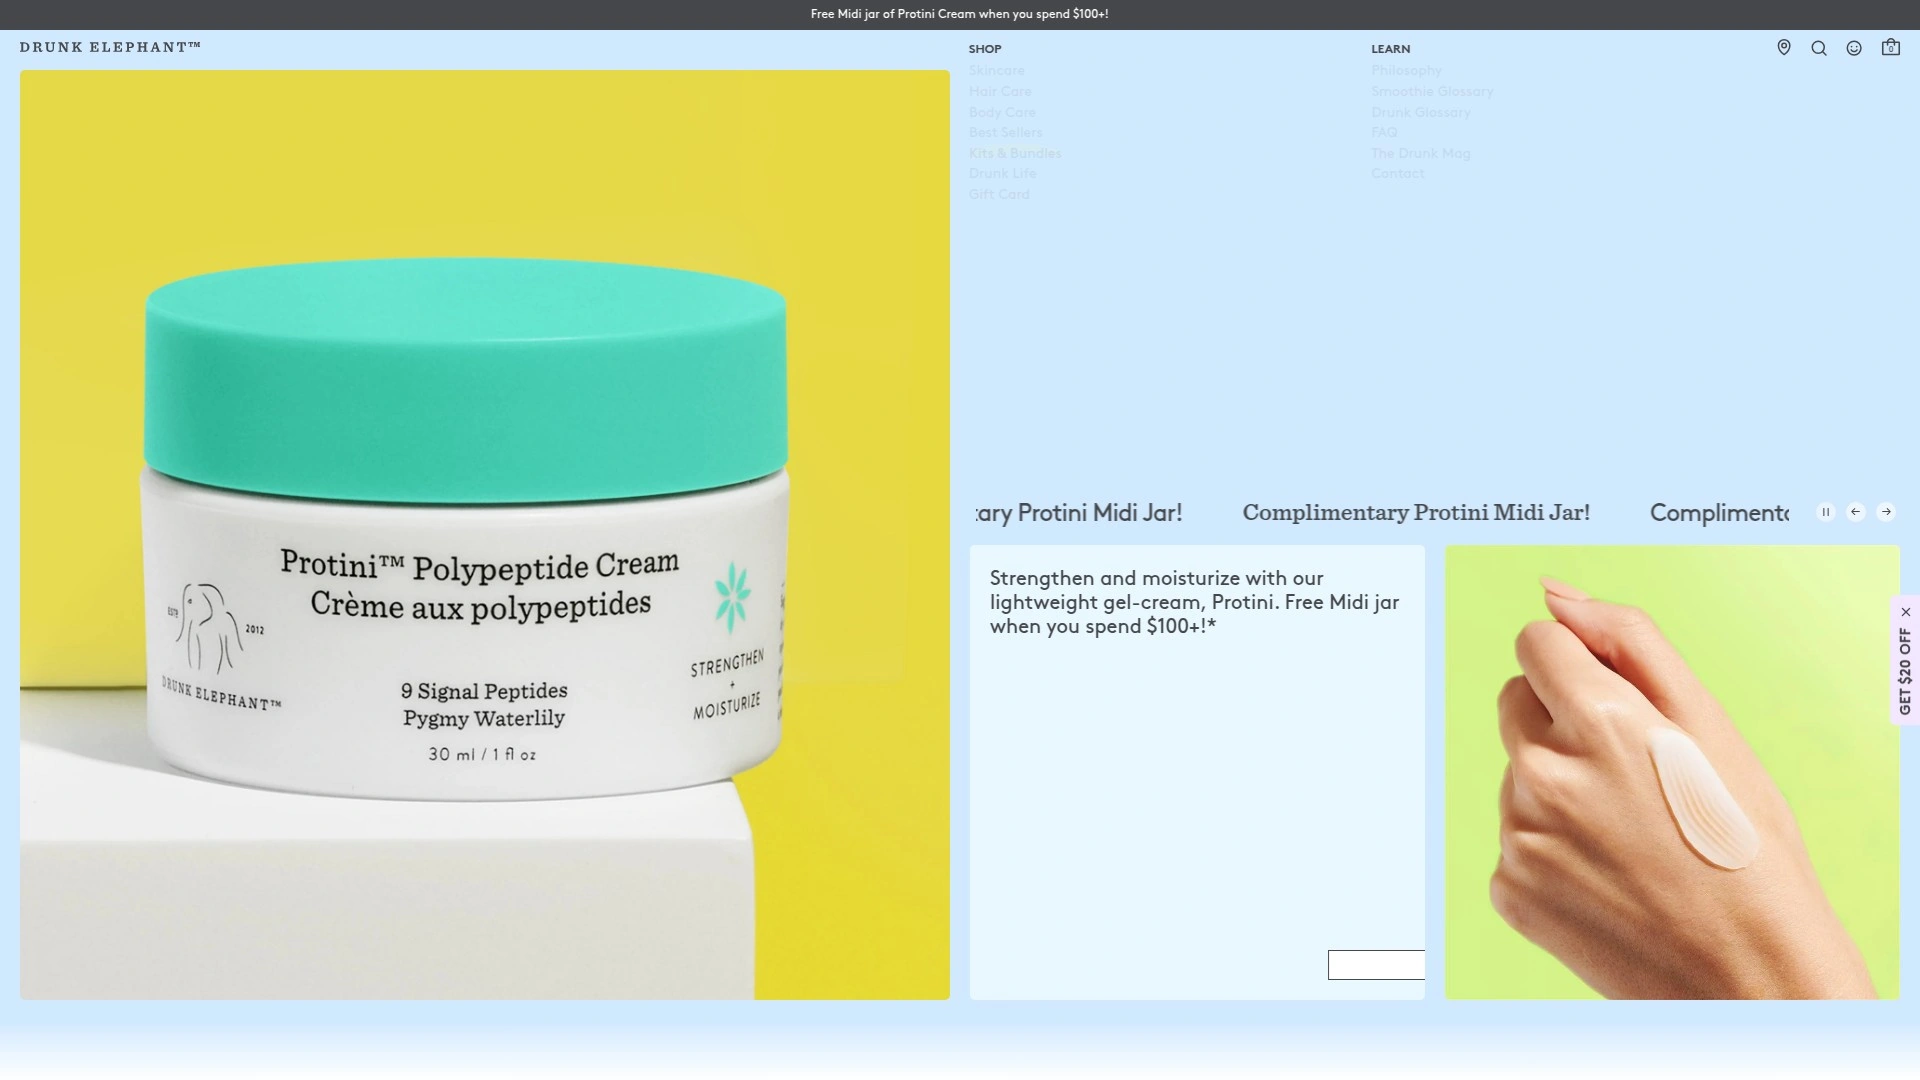 Free Midi jar of Protini Cream when you spend $100+!
DRUNK ELEPHANT™
SHOP
Skincare
Hair Care
Body Care
Best Sellers
Kits & Bundles
Drunk Life
Gift Card
LEARN
Philosophy
Smoothie Glossary
Drunk Glossary
FAQ
The Drunk Mag
Contact
0
Protini™ Polypeptide Cream
Crème aux polypeptides
ESTD
2012
DRUNK ELEPHANT™
9 Signal Peptides
Pygmy Waterlily
30 ml / 1 fl oz
STRENGTHEN
+
MOISTURIZE
tary Protini Midi Jar! Complimentary Protini Midi Jar! Complimenta
Strengthen and moisturize with our
lightweight gel-cream, Protini. Free Midi jar
when you spend $100+!*
GET $20 OFF